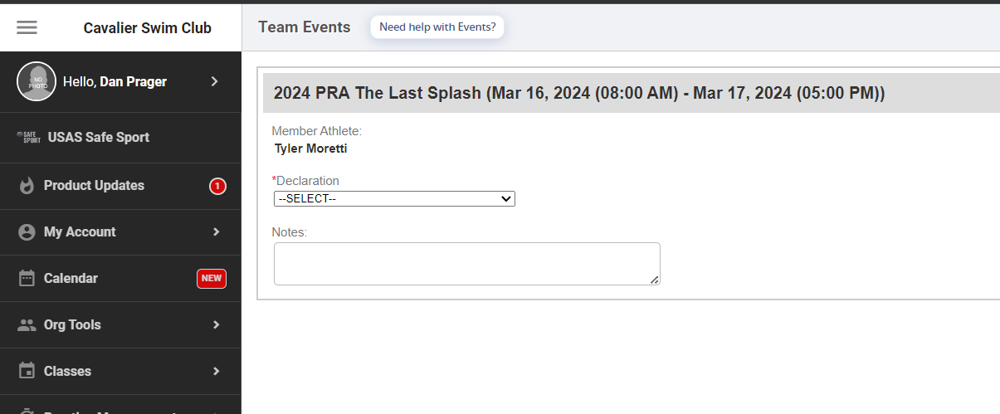 Cavalier Swim Club
Team Events
Need help with Events?
NO
PHOTO
Hello, Dan Prager
SAFE
SPORT
USAS Safe Sport
Product Updates
1
My Account
Calendar
NEW
Org Tools
Classes
2024 PRA The Last Splash (Mar 16, 2024 (08:00 AM) - Mar 17, 2024 (05:00 PM))
Member Athlete:
Tyler Moretti
*Declaration
--SELECT--
Notes: